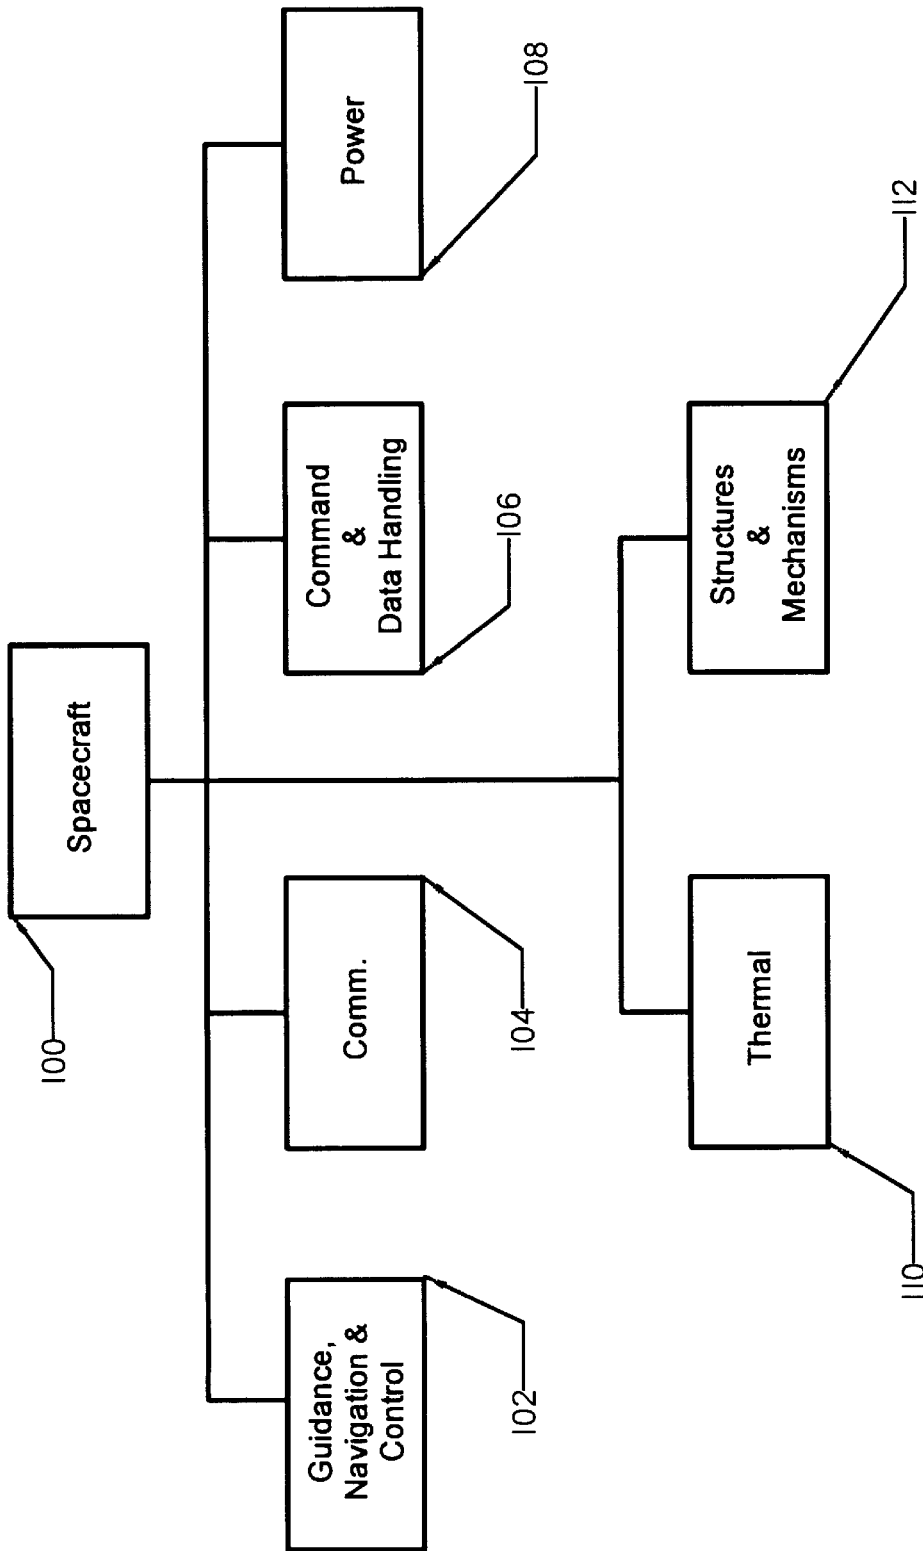 100
Spacecraft
Guidance,
Navigation &
Control
Comm.
Command
&
Data Handling
Power
102
104
106
108
Thermal
Structures
&
Mechanisms
110
112